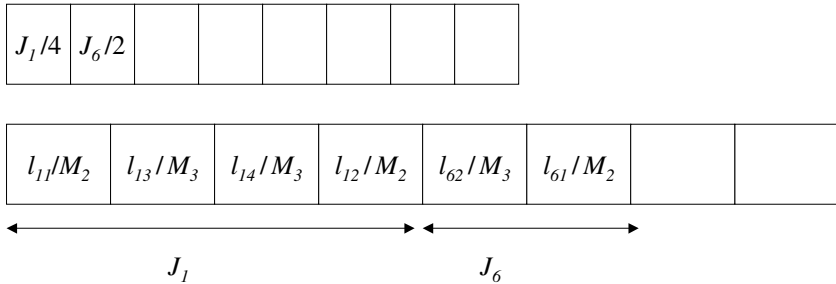 J₁/4 J₆/2
l₁₁/M₂ l₁₃/M₃ l₁₄/M₃ l₁₂/M₂ l₆₂/M₃ l₆₁/M₂
J₁ J₆